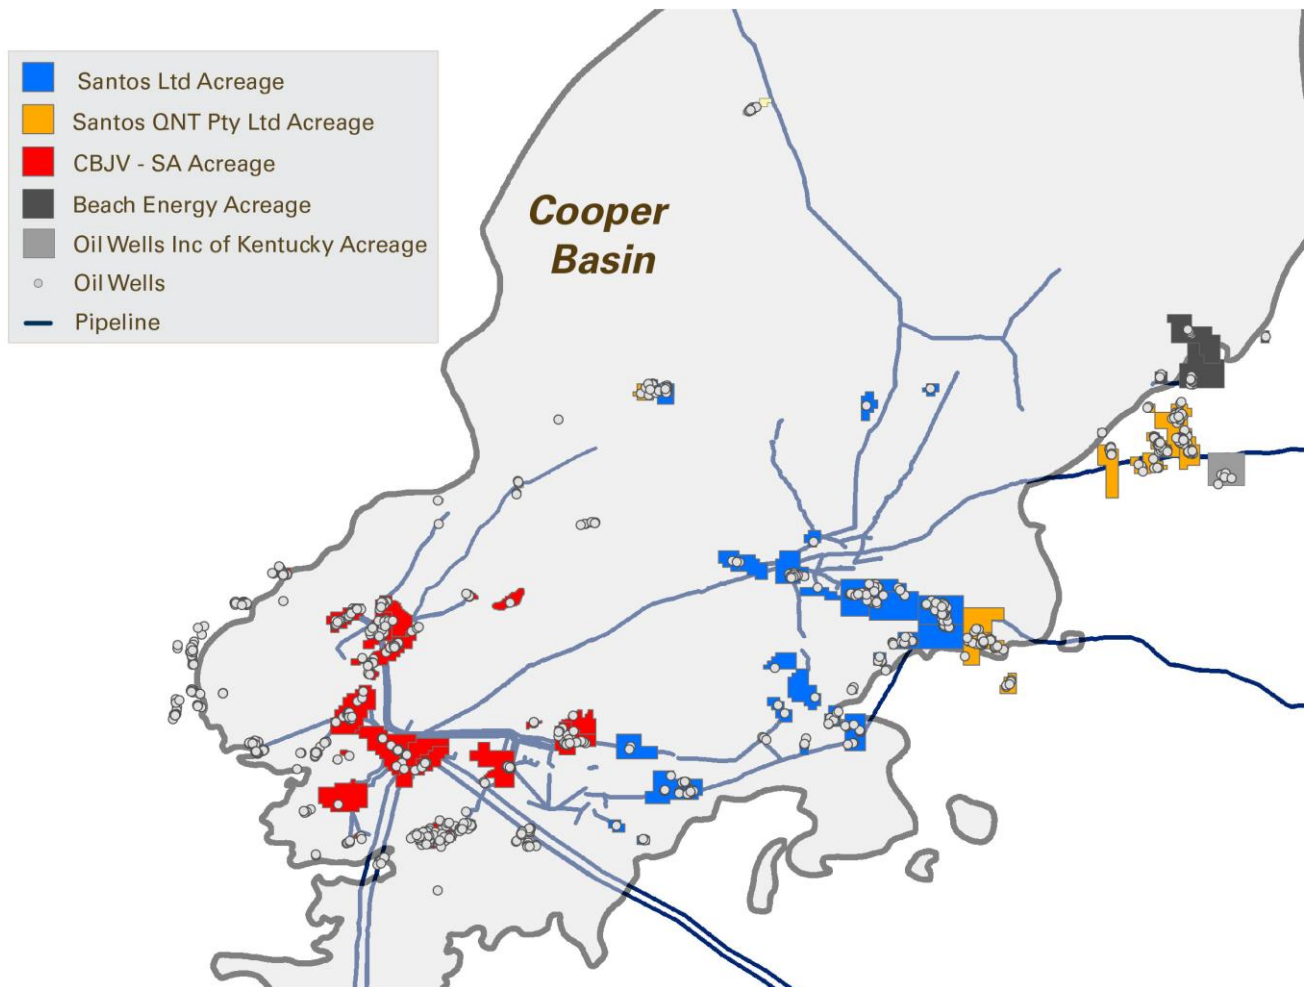 Santos Ltd Acreage
Santos QNT Pty Ltd Acreage
CBJV - SA Acreage
Beach Energy Acreage
Oil Wells Inc of Kentucky Acreage
Oil Wells
Pipeline
Cooper
Basin